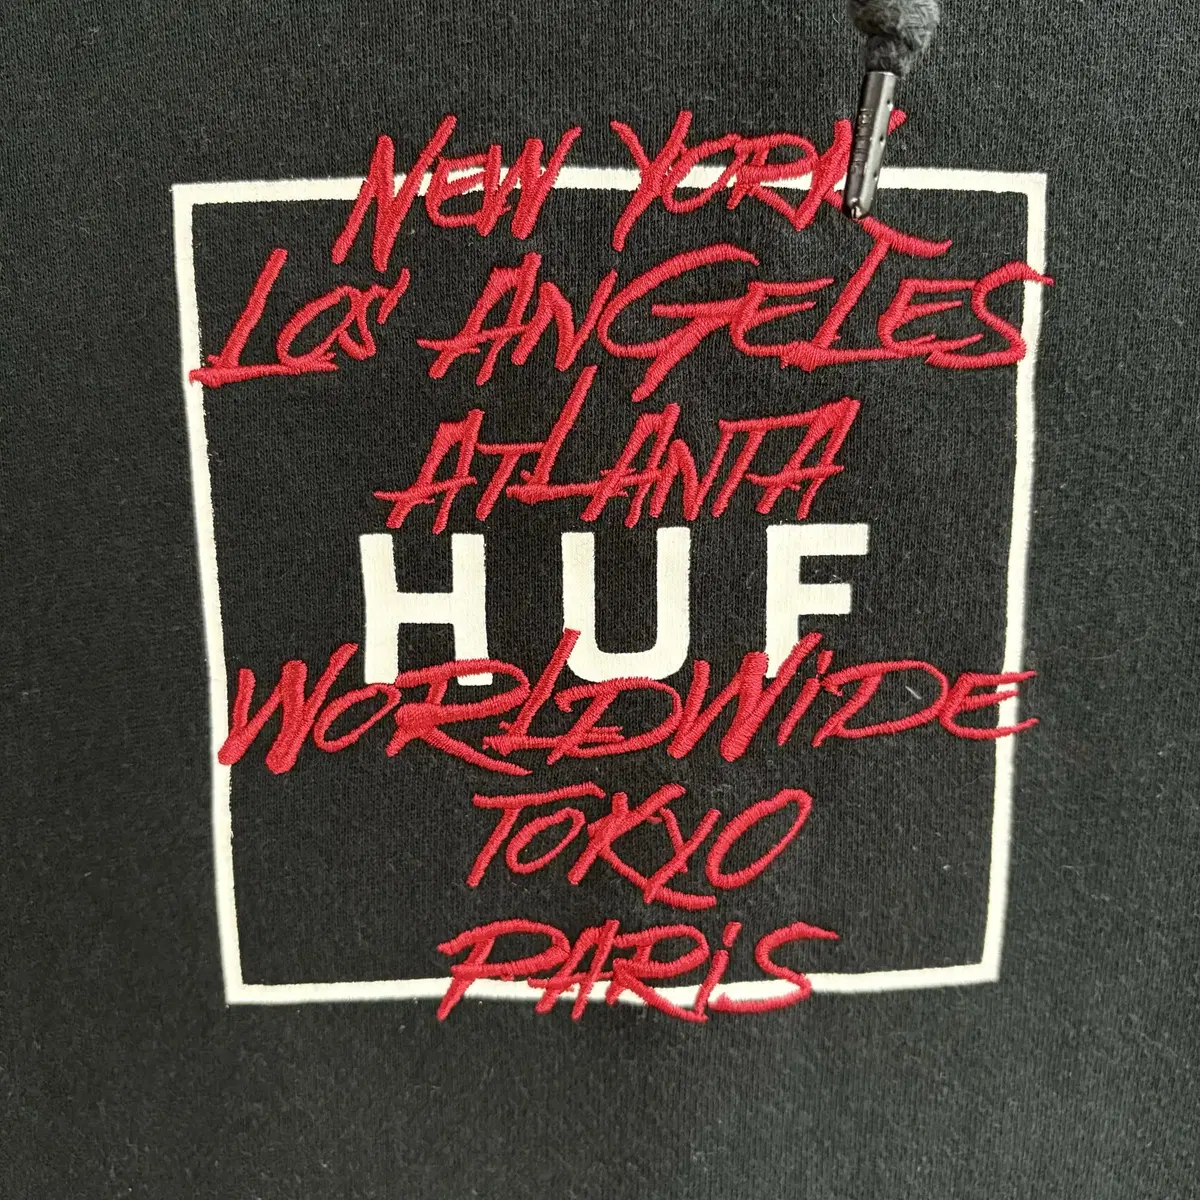 NEW YORK
LOS ANGELES
ATLANTA
HUF
WORLDWiDE
TOKYO
PARiS